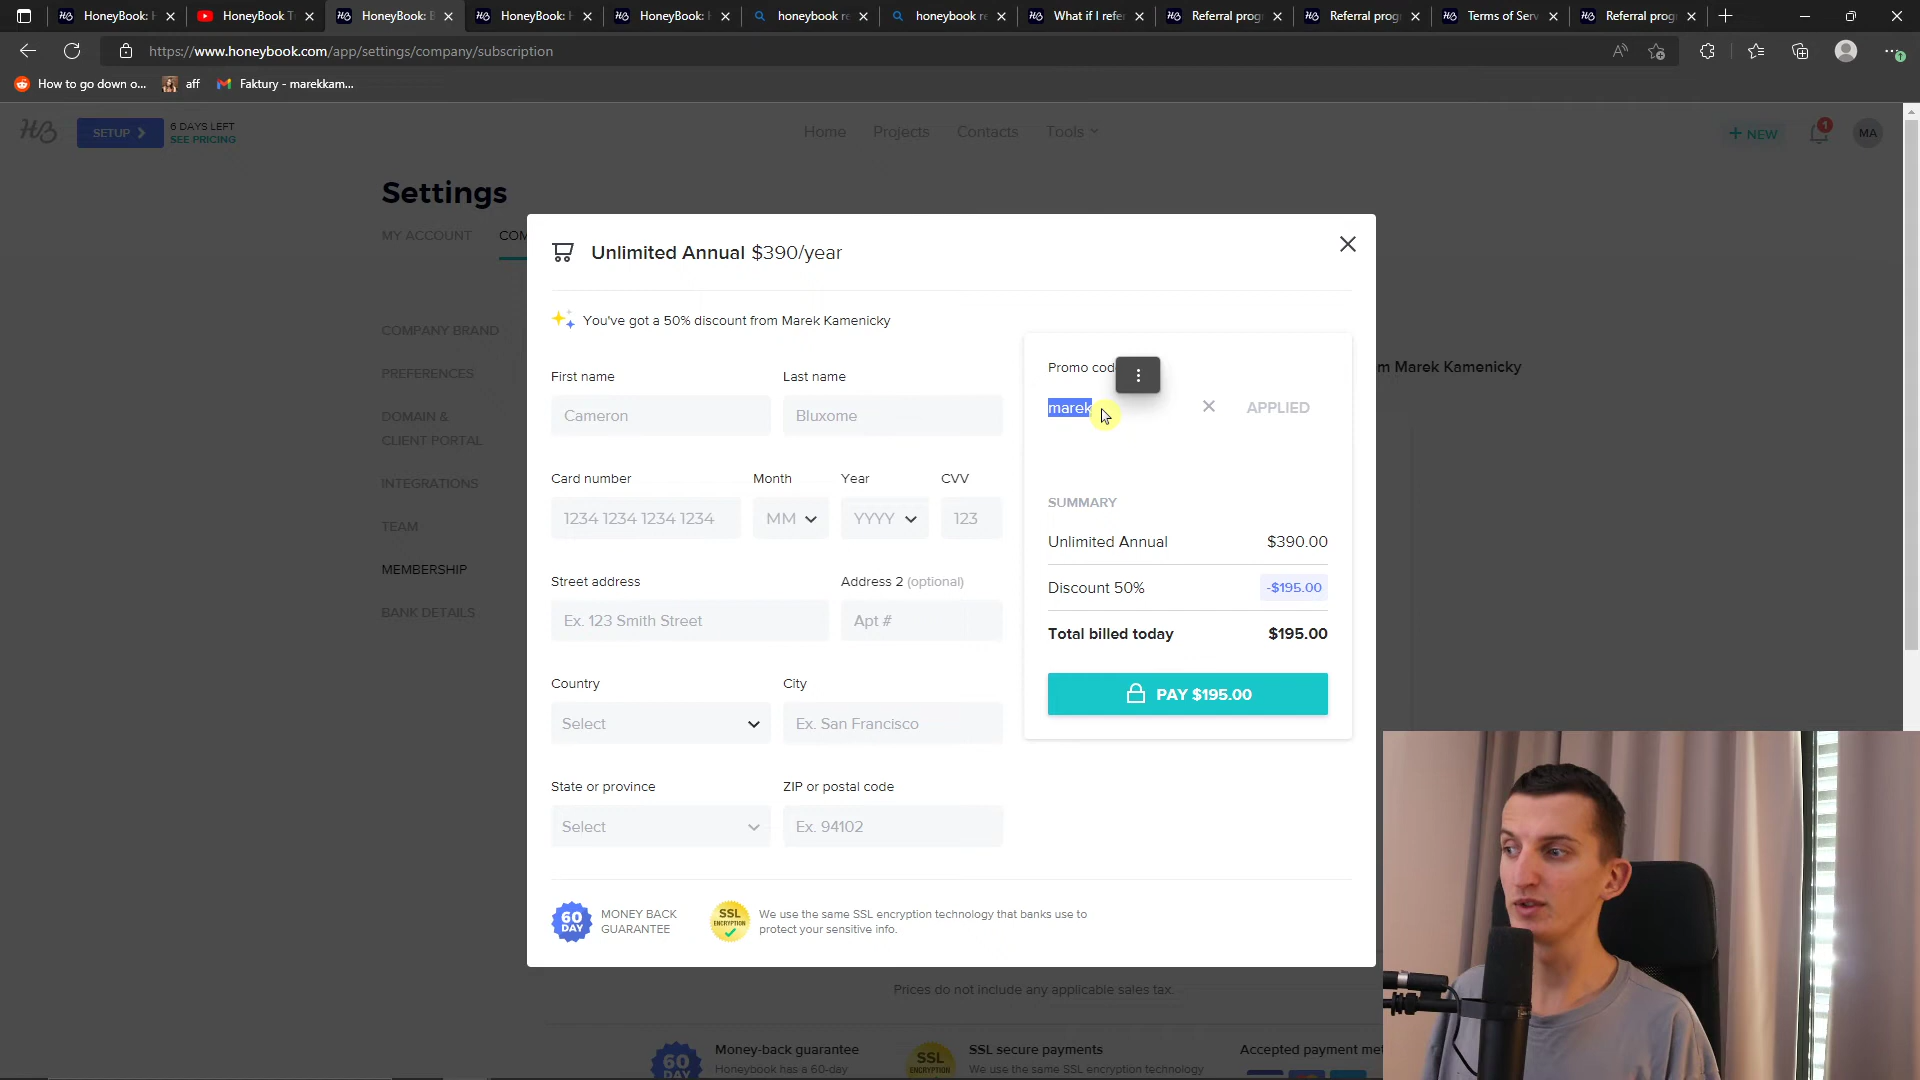 HoneyBook: H
HoneyBook T
HoneyBook: E
HoneyBook: H
HoneyBook: H
honeybook re
honeybook re
What if I refer
Referral prog
Referral prog
Terms of Serv
Referral prog
https://www.honeybook.com/app/settings/company/subscription
How to go down o...
aff
Faktury - marekkam...
SETUP
6 DAYS LEFT
SEE PRICING
Home
Projects
Contacts
Tools
+ NEW
1
MA
Settings
MY ACCOUNT
COM
COMPANY BRAND
PREFERENCES
DOMAIN &
CLIENT PORTAL
INTEGRATIONS
TEAM
MEMBERSHIP
BANK DETAILS
m Marek Kamenicky
Unlimited Annual $390/year
You've got a 50% discount from Marek Kamenicky
First name
Last name
Cameron
Bluxome
Card number
Month
Year
CVV
1234 1234 1234 1234
MM
YYYY
123
Street address
Address 2 (optional)
Ex. 123 Smith Street
Apt #
Country
City
Select
Ex. San Francisco
State or province
ZIP or postal code
Select
Ex. 94102
Promo cod
marek
APPLIED
SUMMARY
Unlimited Annual
$390.00
Discount 50%
-$195.00
Total billed today
$195.00
PAY $195.00
60
DAY
MONEY BACK
GUARANTEE
SSL
ENCRYPTION
We use the same SSL encryption technology that banks use to
protect your sensitive info.
Prices do not include any applicable sales tax.
60
DAY
Money-back guarantee
Honeybook has a 60-day
SSL
ENCRYPTION
SSL secure payments
We use the same SSL encryption technology
Accepted payment met